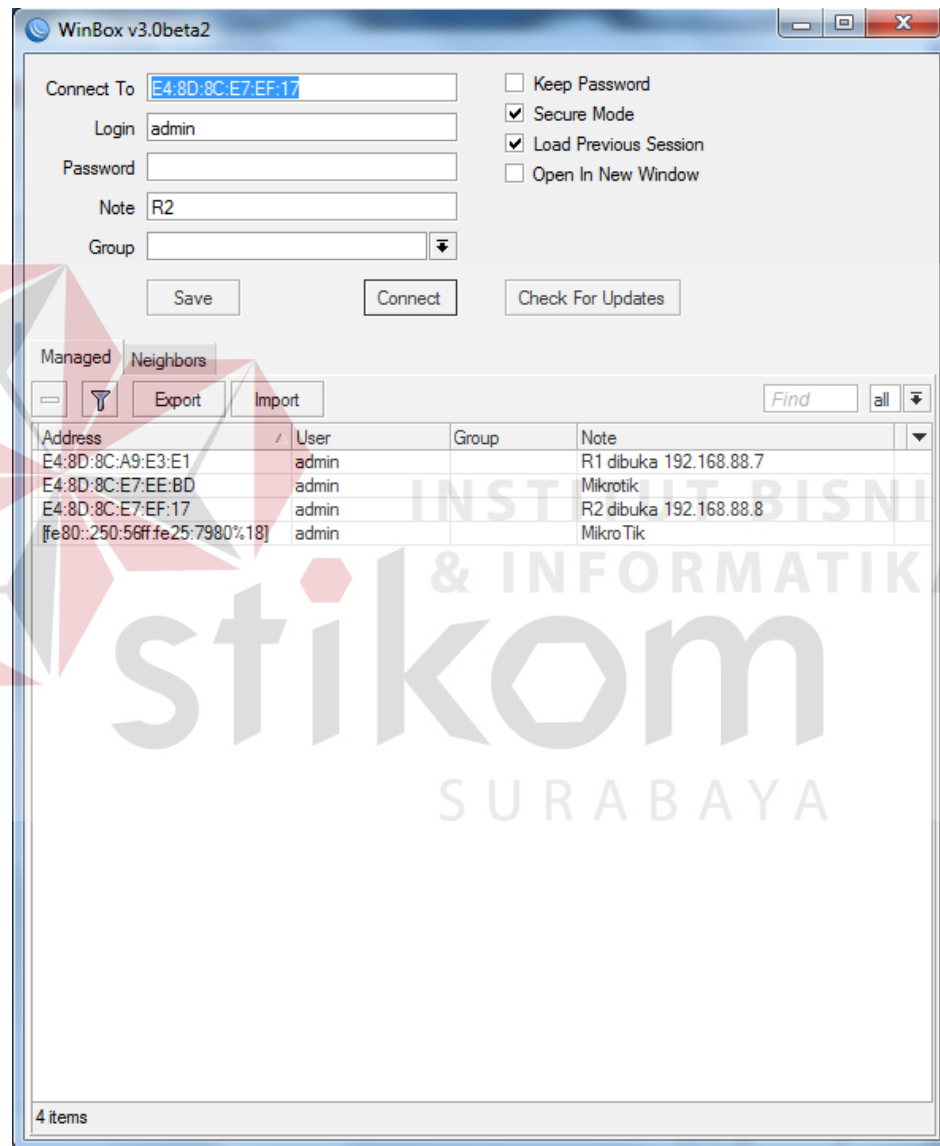 WinBox v3.0beta2
Connect To E4:8D:8C:E7:EF:17
Keep Password
Login admin
Secure Mode
Load Previous Session
Password
Open In New Window
Note R2
Group
Save Connect Check For Updates
Managed Neighbors
Export Import Find all
Address User Group Note
E4:8D:8C:A9:E3:E1 admin R1 dibuka 192.168.88.7
E4:8D:8C:E7:EE:BD admin Mikrotik
E4:8D:8C:E7:EF:17 admin R2 dibuka 192.168.88.8
[fe80::250:56ff:fe25:7980%18] admin MikroTik
INSTITUT BISNI
& INFORMATIKA
stikom
SURABAYA
4 items